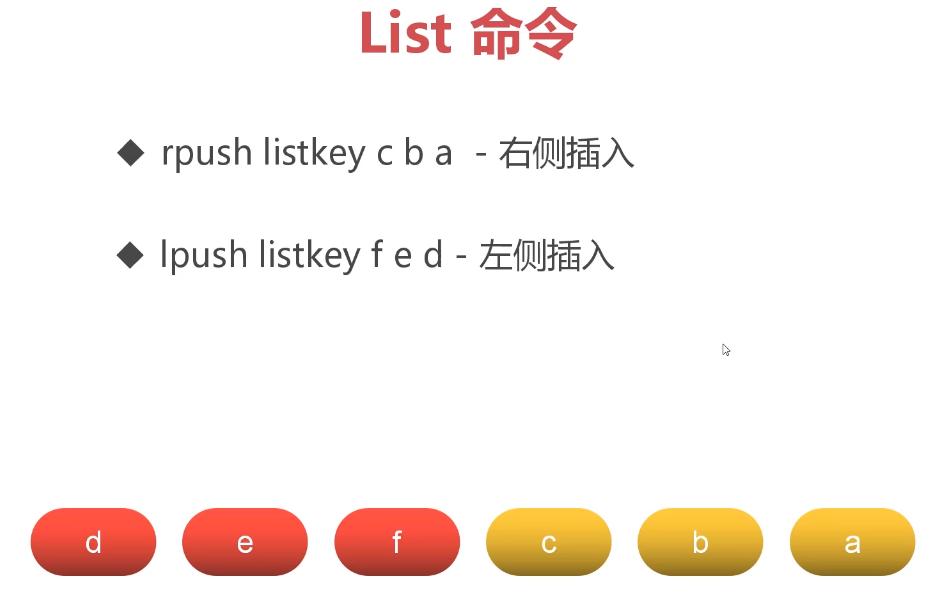 List 命令
◆ rpush listkey c b a - 右侧插入
◆ lpush listkey f e d - 左侧插入
d e f c b a